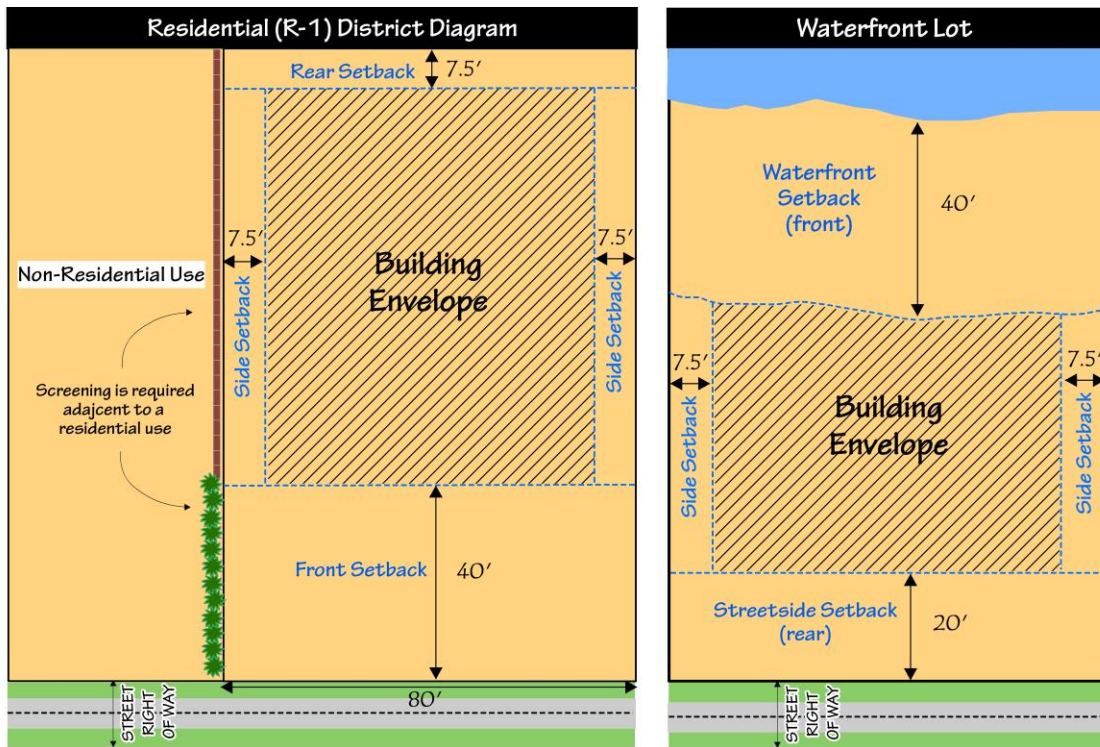 Residential (R-1) District Diagram
Rear Setback
7.5'
7.5'
7.5'
Side Setback
Side Setback
Building
Envelope
Non-Residential Use
Screening is required
adajcent to a
residential use
Front Setback
40'
80'
STREET
RIGHT
OF WAY
Waterfront Lot
Waterfront
Setback
(front)
40'
7.5'
7.5'
Side Setback
Side Setback
Building
Envelope
Streetside Setback
(rear)
20'
STREET
RIGHT
OF WAY